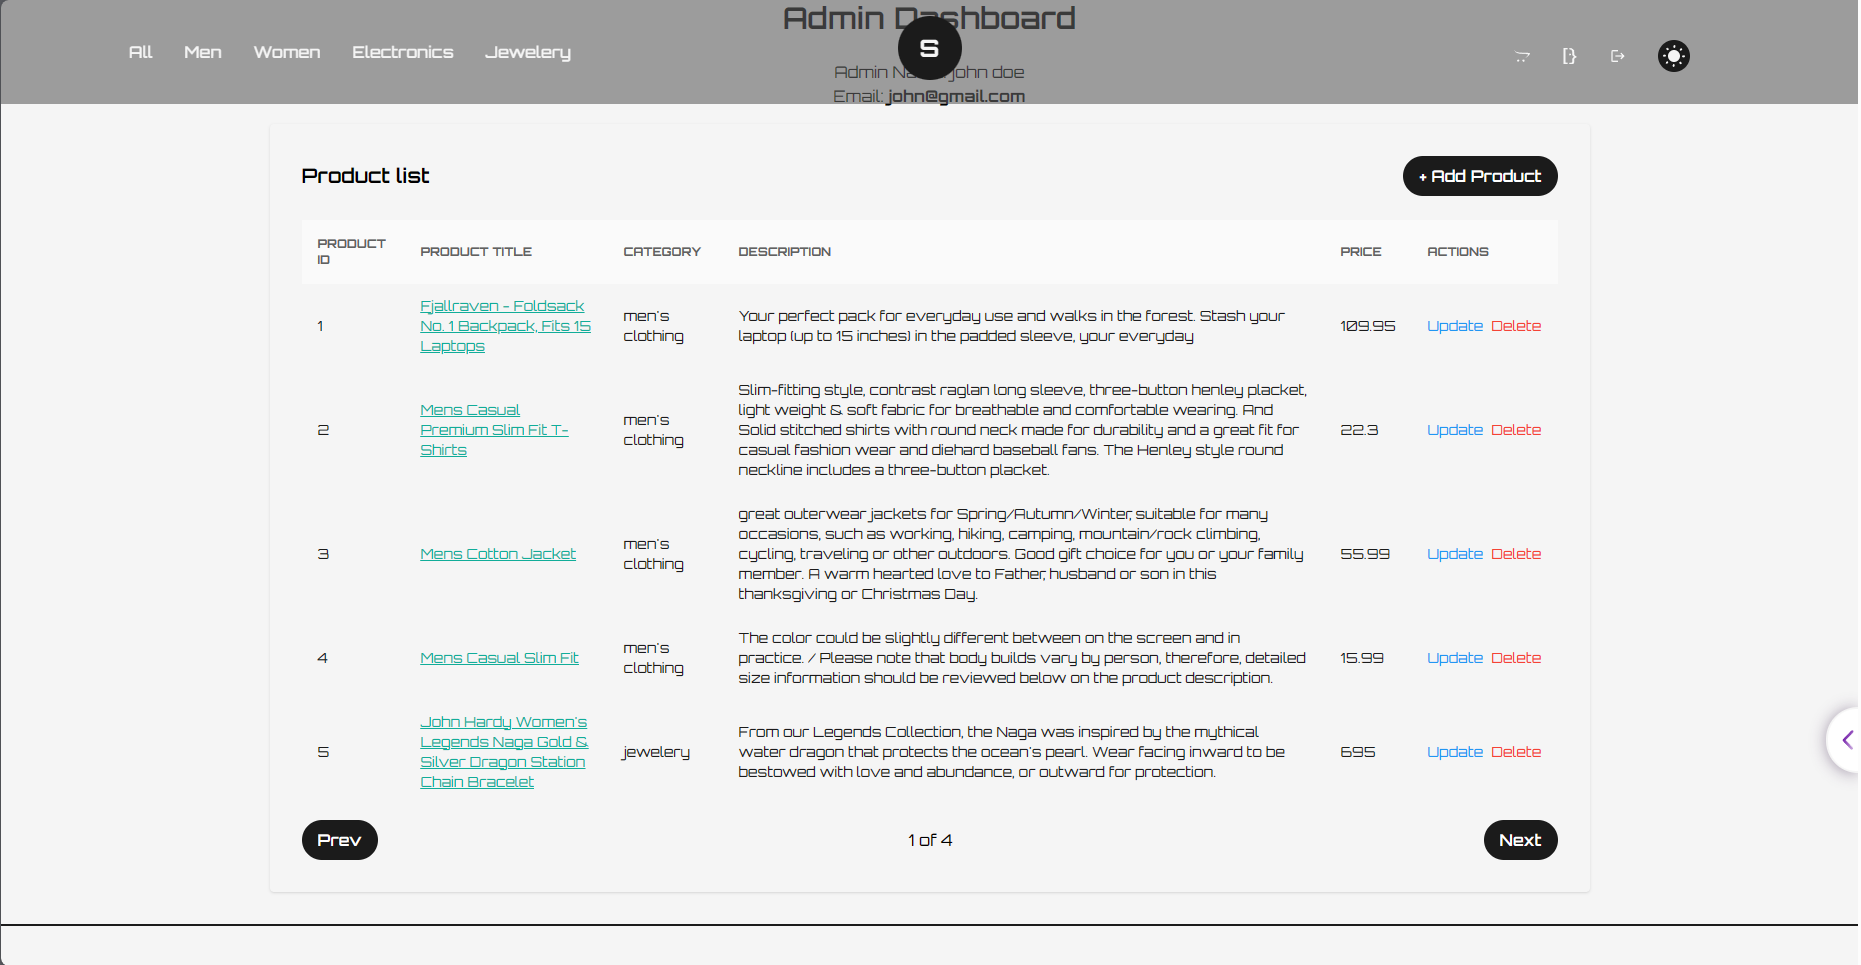 Admin Dashboard
All Men Women Electronics Jewelery
S
Admin Na john doe
Email: john@gmail.com
Product list
+ Add Product
PRODUCT ID PRODUCT TITLE CATEGORY DESCRIPTION PRICE ACTIONS
1
Fjallraven - Foldsack
No. 1 Backpack, Fits 15
Laptops
men's
clothing
Your perfect pack for everyday use and walks in the forest. Stash your
laptop (up to 15 inches) in the padded sleeve, your everyday
109.95
Update Delete
2
Mens Casual
Premium Slim Fit T-
Shirts
men's
clothing
Slim-fitting style, contrast raglan long sleeve, three-button henley placket,
light weight & soft fabric for breathable and comfortable wearing. And
Solid stitched shirts with round neck made for durability and a great fit for
casual fashion wear and diehard baseball fans. The Henley style round
neckline includes a three-button placket.
22.3
Update Delete
3
Mens Cotton Jacket
men's
clothing
great outerwear jackets for Spring/Autumn/Winter, suitable for many
occasions, such as working, hiking, camping, mountain/rock climbing,
cycling, traveling or other outdoors. Good gift choice for you or your family
member. A warm hearted love to Father, husband or son in this
thanksgiving or Christmas Day.
55.99
Update Delete
4
Mens Casual Slim Fit
men's
clothing
The color could be slightly different between on the screen and in
practice. / Please note that body builds vary by person, therefore, detailed
size information should be reviewed below on the product description.
15.99
Update Delete
5
John Hardy Women's
Legends Naga Gold &
Silver Dragon Station
Chain Bracelet
jewelery
From our Legends Collection, the Naga was inspired by the mythical
water dragon that protects the ocean's pearl. Wear facing inward to be
bestowed with love and abundance, or outward for protection.
695
Update Delete
Prev
1 of 4
Next